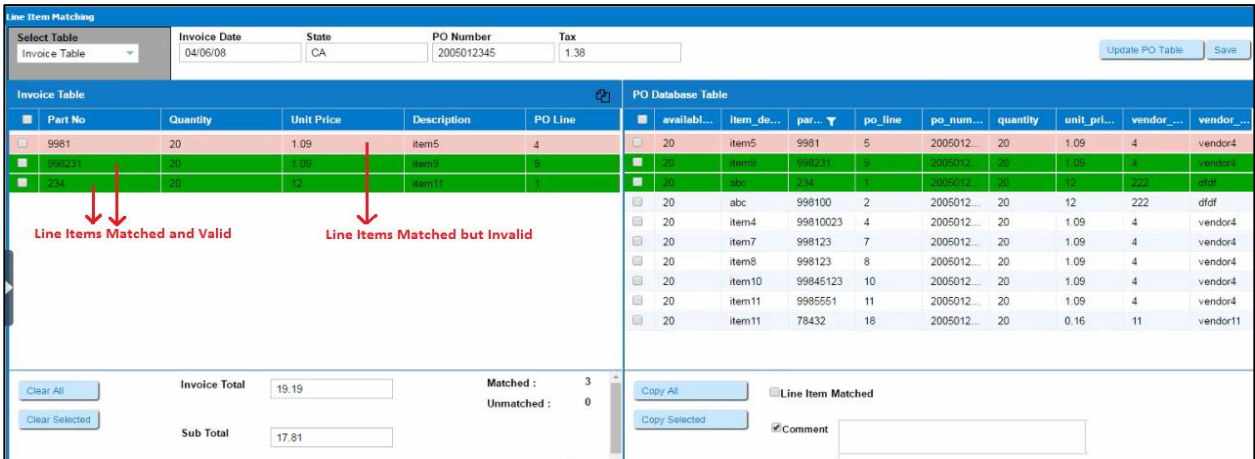 Line Item Matching
Select Table Invoice Date State PO Number Tax
Invoice Table 04/06/08 CA 2005012345 1.38 Update PO Table Save
Invoice Table
Part No Quantity Unit Price Description PO Line
9981 20 1.09 item5 4
998231 20 1.09 item9 9
234 20 12 item11 1
Line Items Matched and Valid Line Items Matched but Invalid
PO Database Table
availabl... item_de... par... po_line po_num... quantity unit_pri... vendor_... vendor_...
20 item5 9981 5 2005012... 20 1.09 4 vendor4
20 item9 998231 9 2005012... 20 1.09 4 vendor4
20 abc 234 1 2005012... 20 12 222 dfdf
20 abc 998100 2 2005012... 20 12 222 dfdf
20 item4 99810023 4 2005012... 20 1.09 4 vendor4
20 item7 998123 7 2005012... 20 1.09 4 vendor4
20 item8 998123 8 2005012... 20 1.09 4 vendor4
20 item10 99845123 10 2005012... 20 1.09 4 vendor4
20 item11 9985551 11 2005012... 20 1.09 4 vendor4
20 item11 78432 18 2005012... 20 0.16 11 vendor11
Clear All Invoice Total 19.19 Matched : 3
Clear Selected Unmatched : 0
Sub Total 17.81
Copy All Line Item Matched
Copy Selected Comment